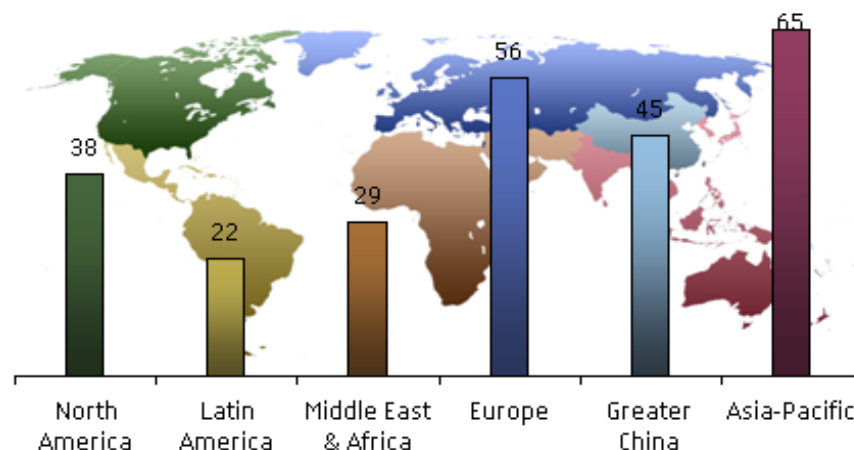 65
56
45
38
29
22
North America
Latin America
Middle East & Africa
Europe
Greater China
Asia-Pacific